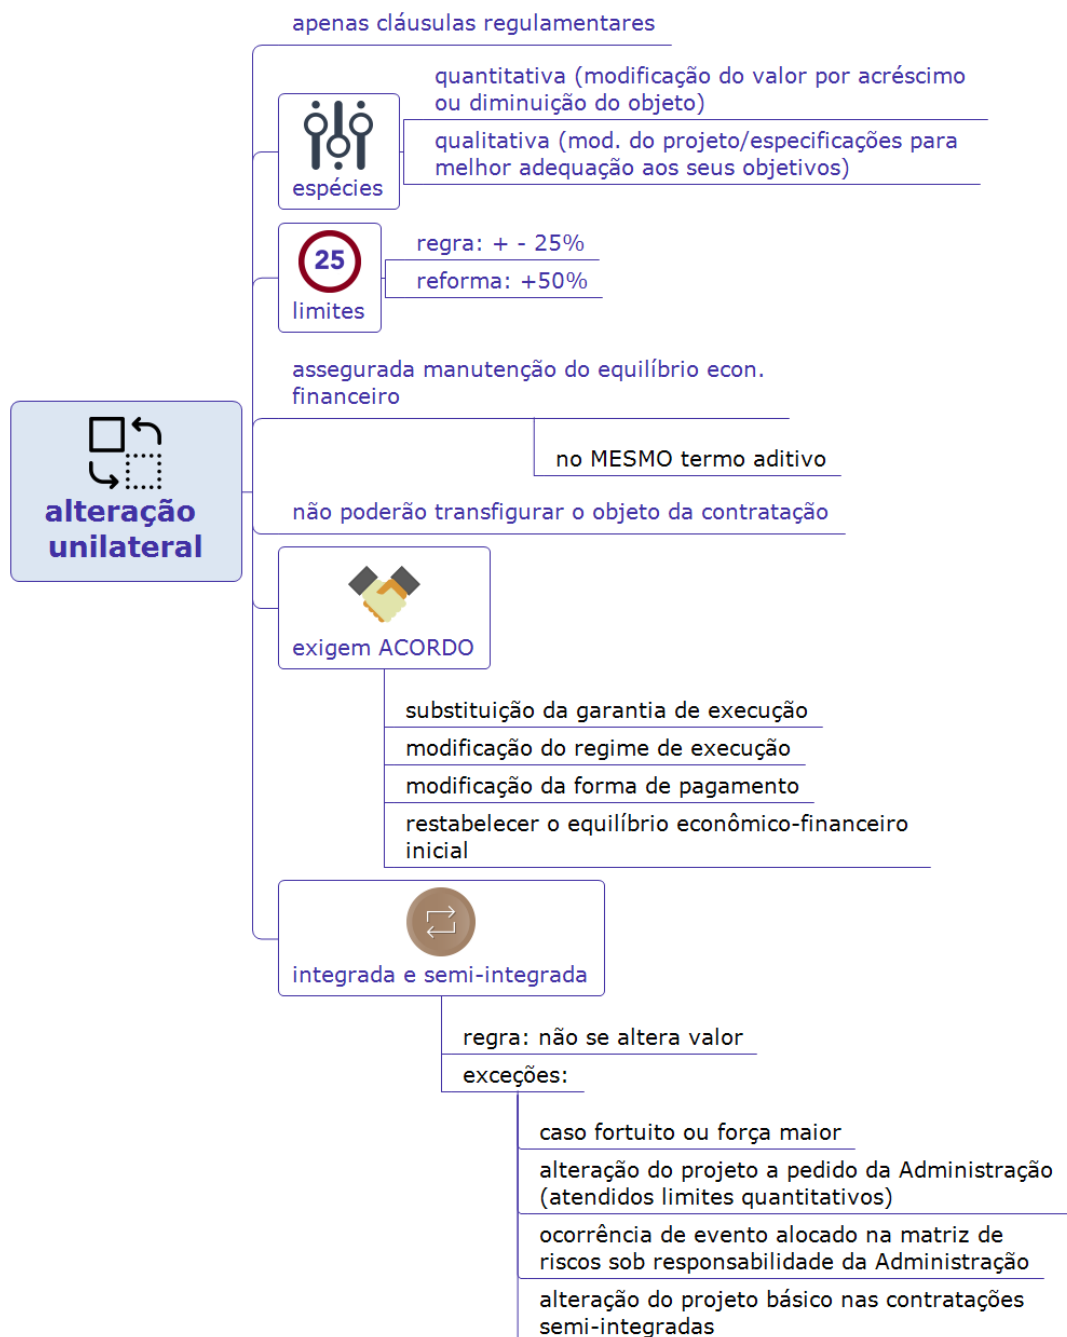 apenas cláusulas regulamentares
quantitativa (modificação do valor por acréscimo
ou diminuição do objeto)
qualitativa (mod. do projeto/especificações para
melhor adequação aos seus objetivos)
espécies
regra: + - 25%
25
reforma: +50%
limites
assegurada manutenção do equilíbrio econ.
financeiro
no MESMO termo aditivo
alteração
unilateral
não poderão transfigurar o objeto da contratação
exigem ACORDO
substituição da garantia de execução
modificação do regime de execução
modificação da forma de pagamento
restabelecer o equilíbrio econômico-financeiro
inicial
integrada e semi-integrada
regra: não se altera valor
exceções:
caso fortuito ou força maior
alteração do projeto a pedido da Administração
(atendidos limites quantitativos)
ocorrência de evento alocado na matriz de
riscos sob responsabilidade da Administração
alteração do projeto básico nas contratações
semi-integradas